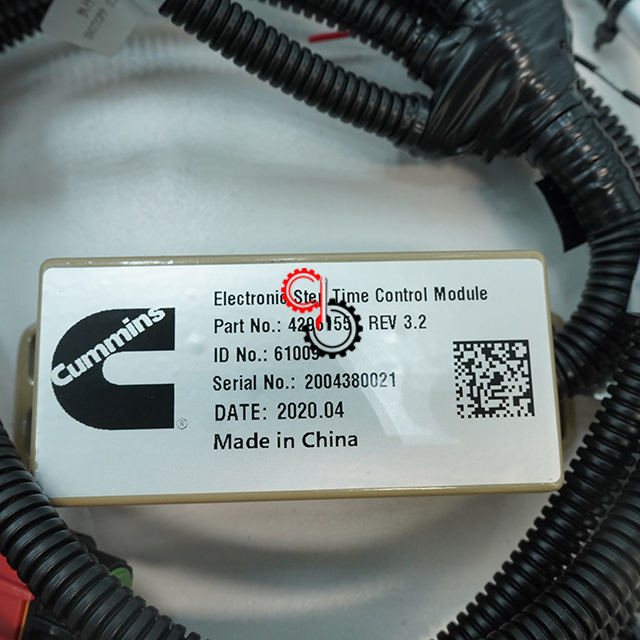 Cummins
®
Electronic Time Control Module
Part No.: REV 3.2
ID No.:
Serial No.: 2004380021
DATE: 2020.04
Made in China